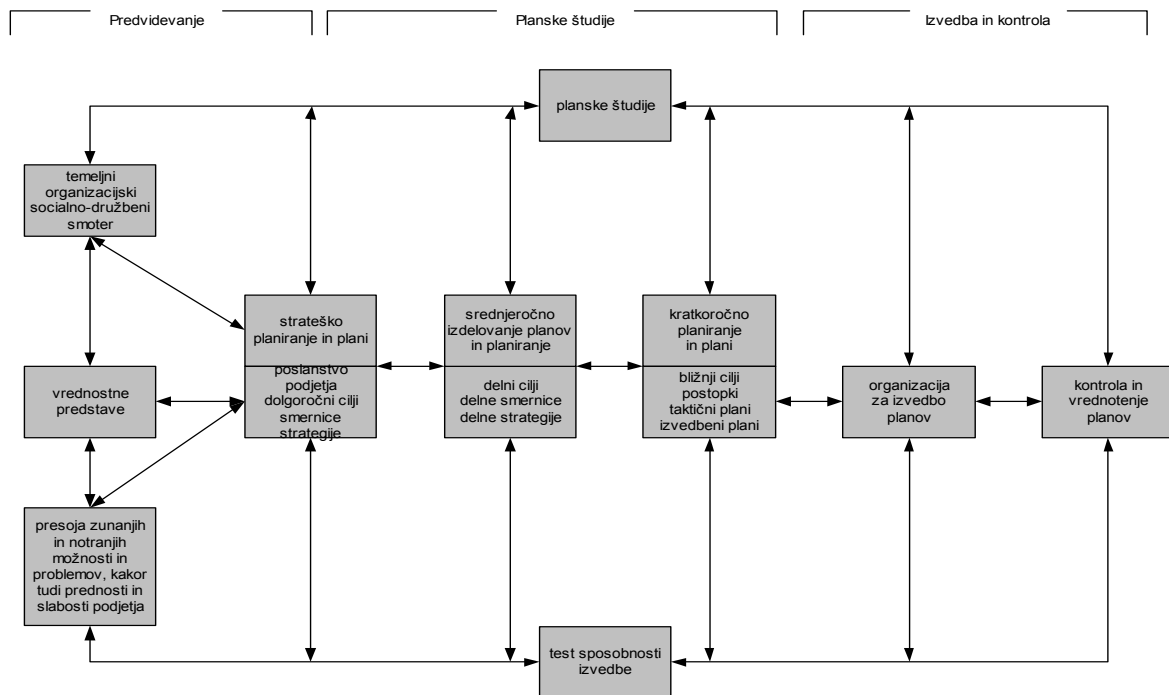 Predvidevanje
Planske študije
Izvedba in kontrola
planske študije
temeljni
organizacijski
socialno-družbeni
smoter
strateško
planiranje in plani
poslanstvo
podjetja
dolgoročni cilji
smernice
strategije
srednjeročno
izdelovanje planov
in planiranje
delni cilji
delne smernice
delne strategije
kratkoročno
planiranje
in plani
bližnji cilji
postopki
taktični plani
izvedbeni plani
vrednostne
predstave
organizacija
za izvedbo
planov
kontrola in
vrednotenje
planov
presoja zunanjih
in notranjih
možnosti in
problemov, kakor
tudi prednosti in
slabosti podjetja
test sposobnosti
izvedbe